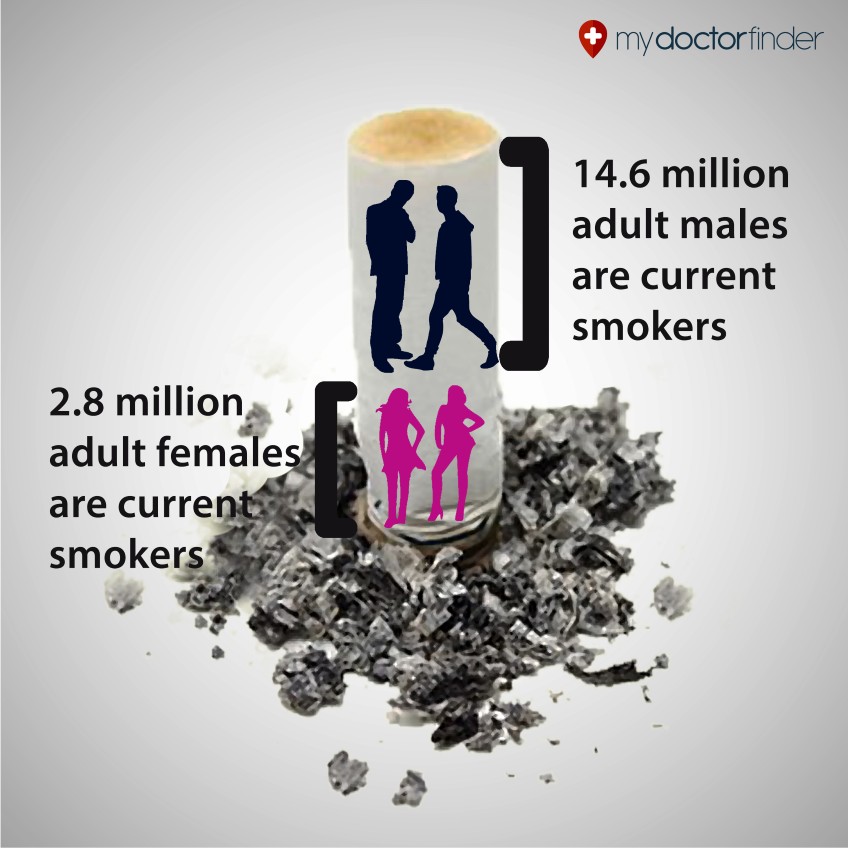 mydoctorfinder
14.6 million
adult males
are current
smokers
2.8 million
adult females
are current
smokers